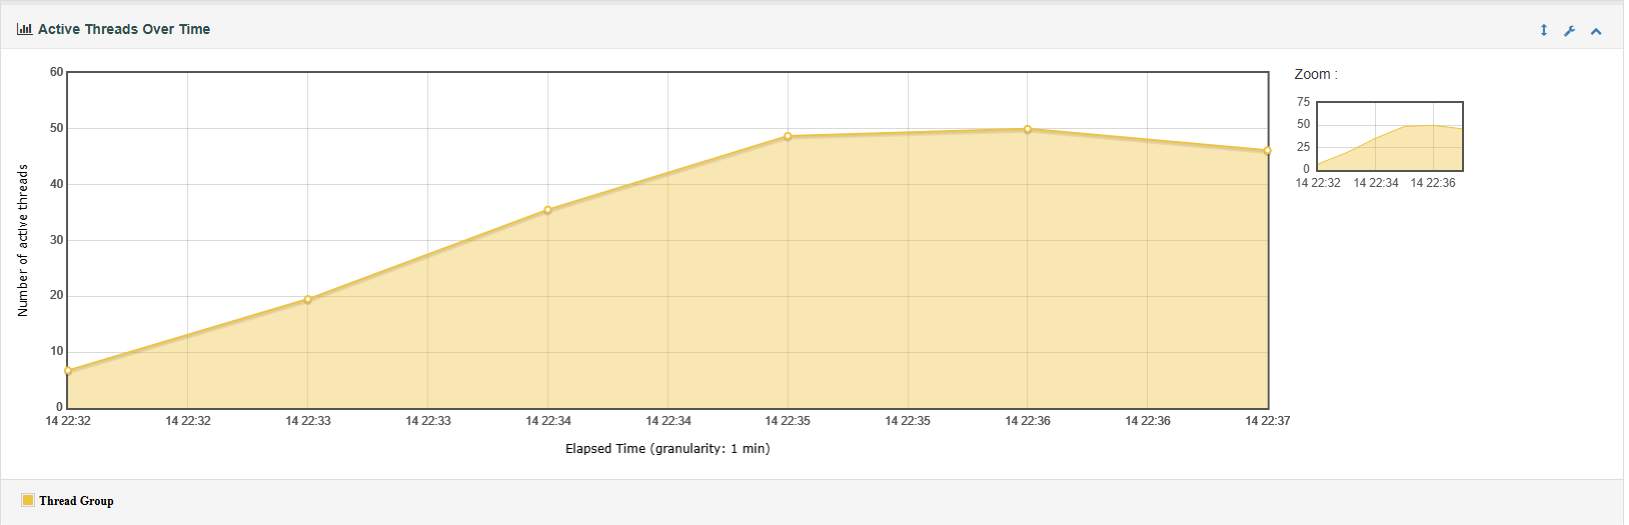 Active Threads Over Time
Zoom :
60
50
40
30
20
10
0
Number of active threads
14 22:32 14 22:32 14 22:33 14 22:33 14 22:34 14 22:34 14 22:35 14 22:35 14 22:36 14 22:36 14 22:37
Elapsed Time (granularity: 1 min)
75
50
25
0
14 22:32 14 22:34 14 22:36
Thread Group